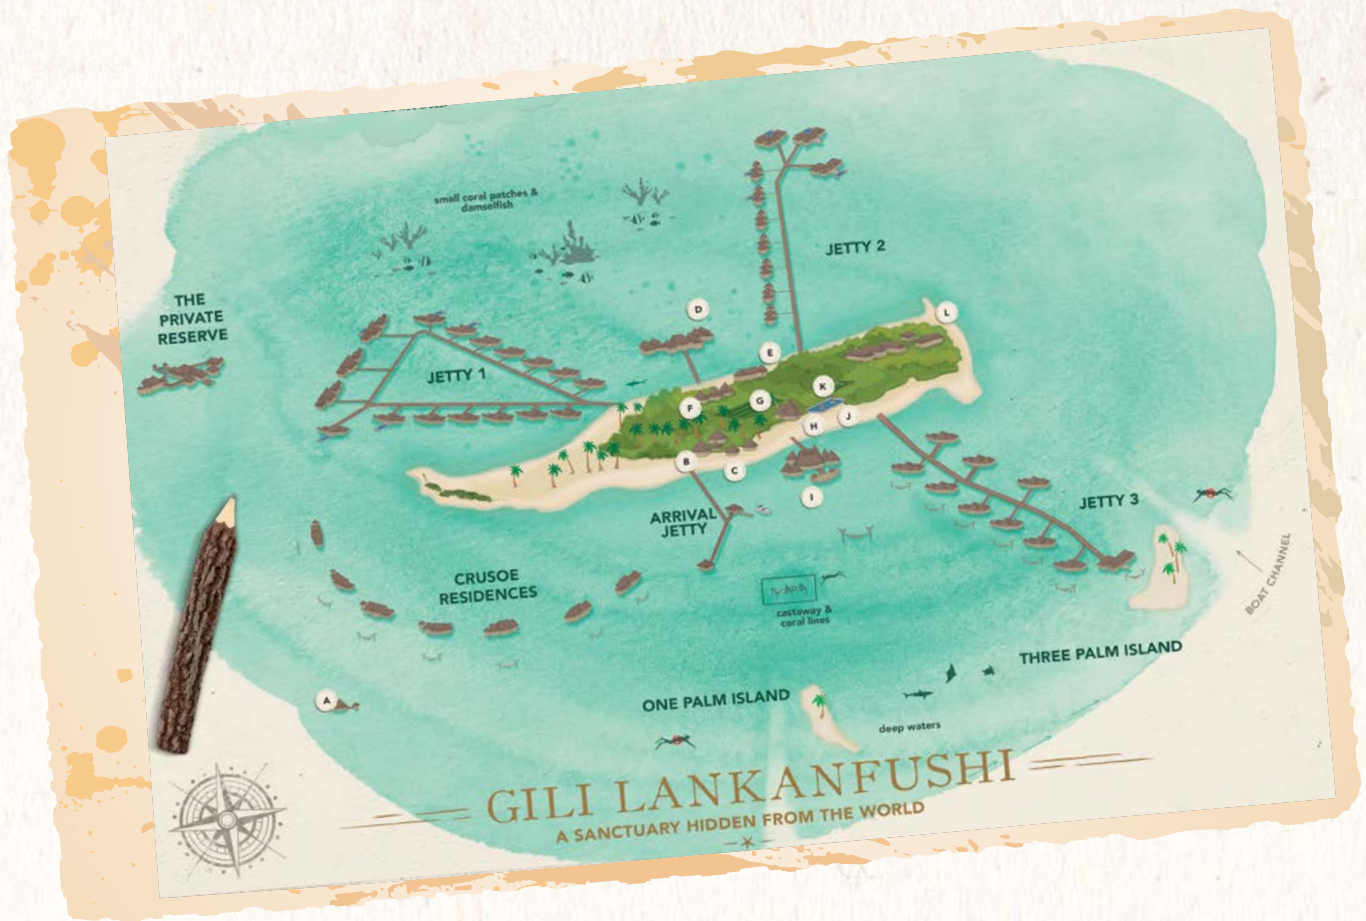 small coral patches &
damselfish
JETTY 2
THE
PRIVATE
RESERVE
D
L
E
JETTY 1
K
F
G
J
H
B
C
I
JETTY 3
ARRIVAL
JETTY
CRUSOE
RESIDENCES
BOAT CHANNEL
castaway &
coral lines
THREE PALM ISLAND
A
ONE PALM ISLAND
deep waters
GILI LANKANFUSHI
A SANCTUARY HIDDEN FROM THE WORLD